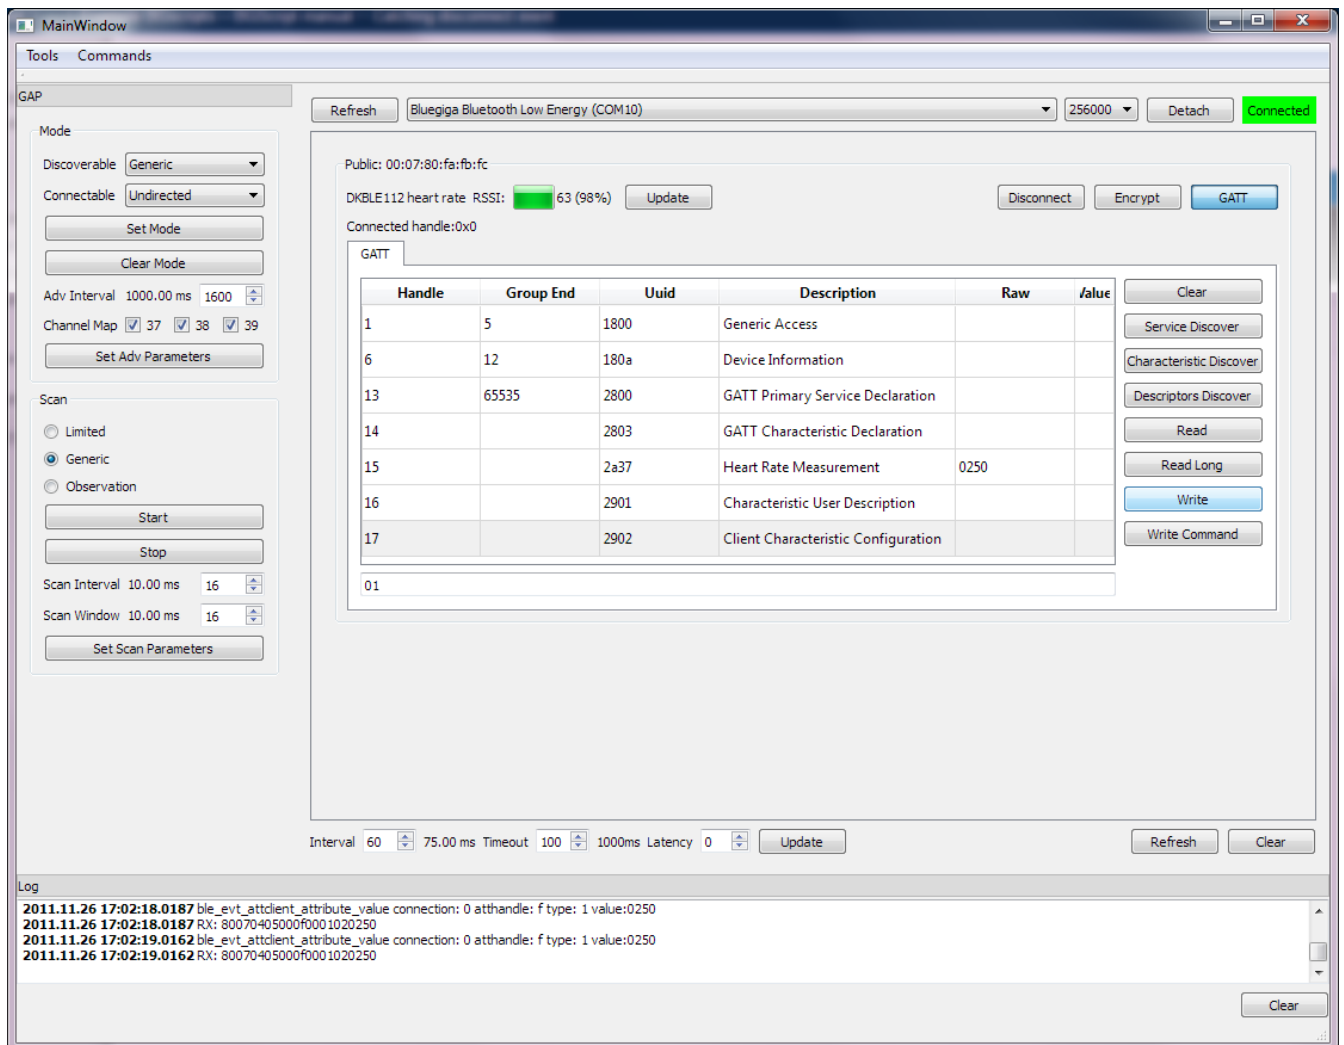 MainWindow
Tools Commands
GAP
Mode
Discoverable Generic
Connectable Undirected
Set Mode
Clear Mode
Adv Interval 1000.00 ms 1600
Channel Map 37 38 39
Set Adv Parameters
Scan
Limited
Generic
Observation
Start
Stop
Scan Interval 10.00 ms 16
Scan Window 10.00 ms 16
Set Scan Parameters
Refresh Bluegiga Bluetooth Low Energy (COM10) 256000 Detach Connected
Public: 00:07:80:fa:fb:fc
DKBLE112 heart rate RSSI: 63 (98%) Update Disconnect Encrypt GATT
Connected handle:0x0
GATT
Handle Group End Uuid Description Raw Value
1 5 1800 Generic Access
6 12 180a Device Information
13 65535 2800 GATT Primary Service Declaration
14 2803 GATT Characteristic Declaration
15 2a37 Heart Rate Measurement 0250
16 2901 Characteristic User Description
17 2902 Client Characteristic Configuration
01
Clear
Service Discover
Characteristic Discover
Descriptors Discover
Read
Read Long
Write
Write Command
Interval 60 75.00 ms Timeout 100 1000ms Latency 0 Update Refresh Clear
Log
2011.11.26 17:02:18.0187 ble_evt_attclient_attribute_value connection: 0 atthandle: f type: 1 value:0250
2011.11.26 17:02:18.0187 RX: 80070405000f0001020250
2011.11.26 17:02:19.0162 ble_evt_attclient_attribute_value connection: 0 atthandle: f type: 1 value:0250
2011.11.26 17:02:19.0162 RX: 80070405000f0001020250
Clear